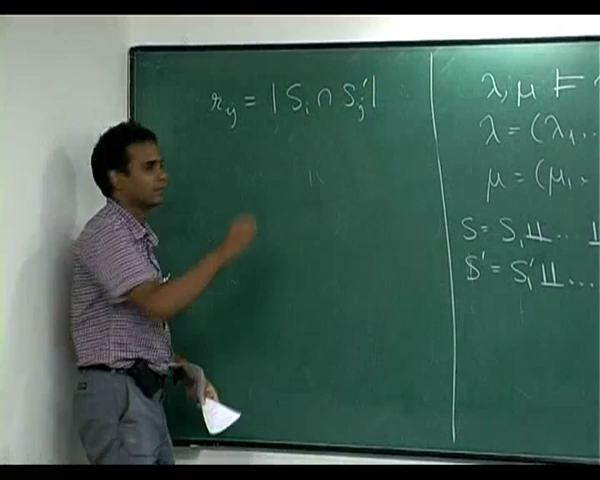 r_ij = | S_i ∩ S'_j |
λ, μ ⊨
λ = (λ_1, ..
μ = (μ_1, .
S = S_1 ⨿ ... ⨿
S' = S'_1 ⨿ ...